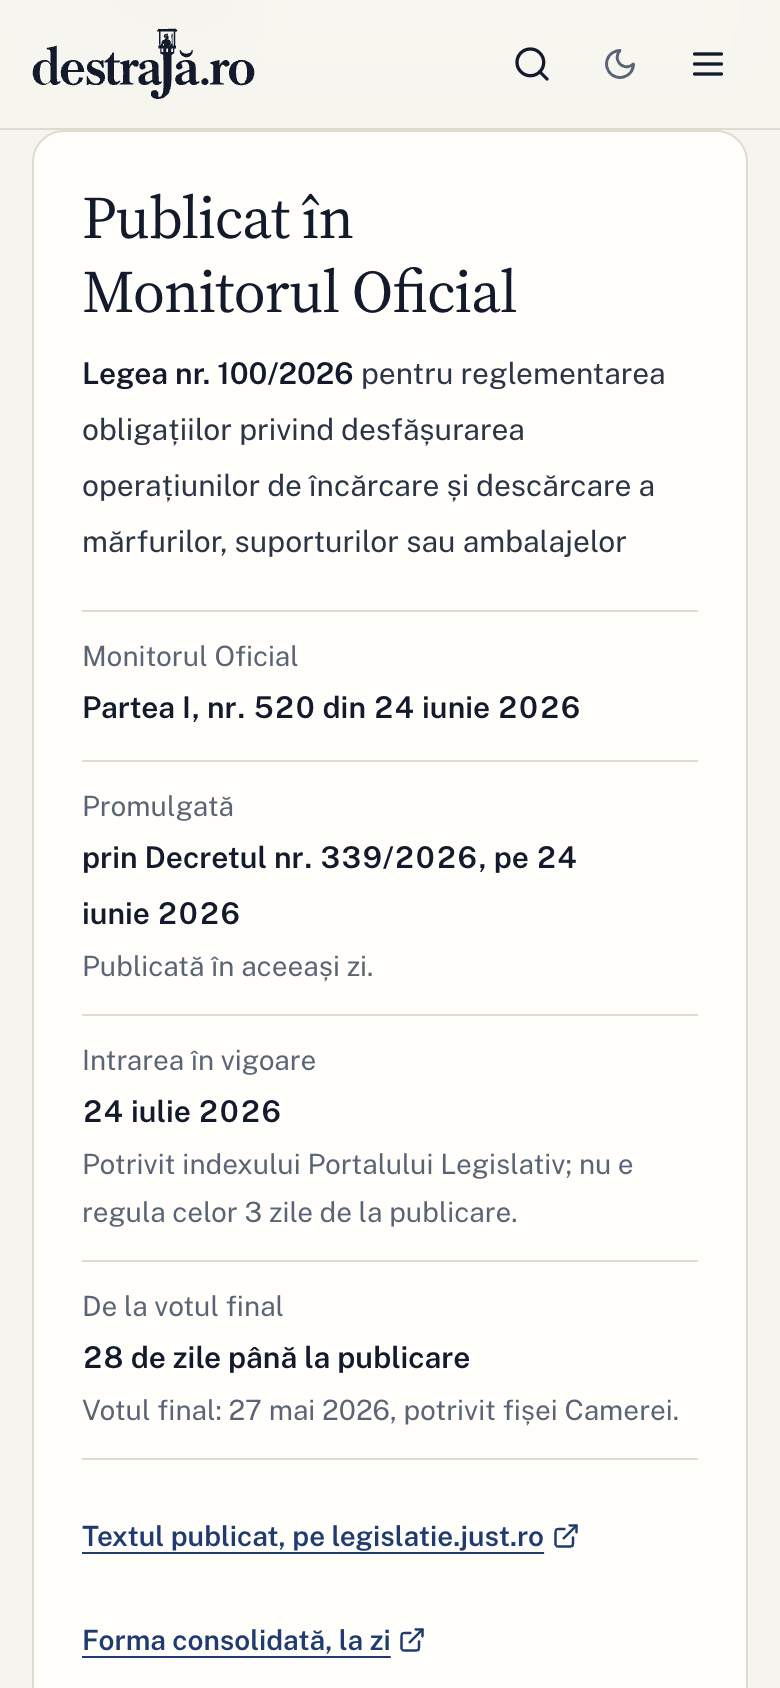 destrajă.ro
Publicat în
Monitorul Oficial
Legea nr. 100/2026 pentru reglementarea
obligațiilor privind desfășurarea
operațiunilor de încărcare și descărcare a
mărfurilor, suporturilor sau ambalajelor
Monitorul Oficial
Partea I, nr. 520 din 24 iunie 2026
Promulgată
prin Decretul nr. 339/2026, pe 24
iunie 2026
Publicată în aceeași zi.
Intrarea în vigoare
24 iulie 2026
Potrivit indexului Portalului Legislativ; nu e
regula celor 3 zile de la publicare.
De la votul final
28 de zile până la publicare
Votul final: 27 mai 2026, potrivit fișei Camerei.
Textul publicat, pe legislatie.just.ro
Forma consolidată, la zi